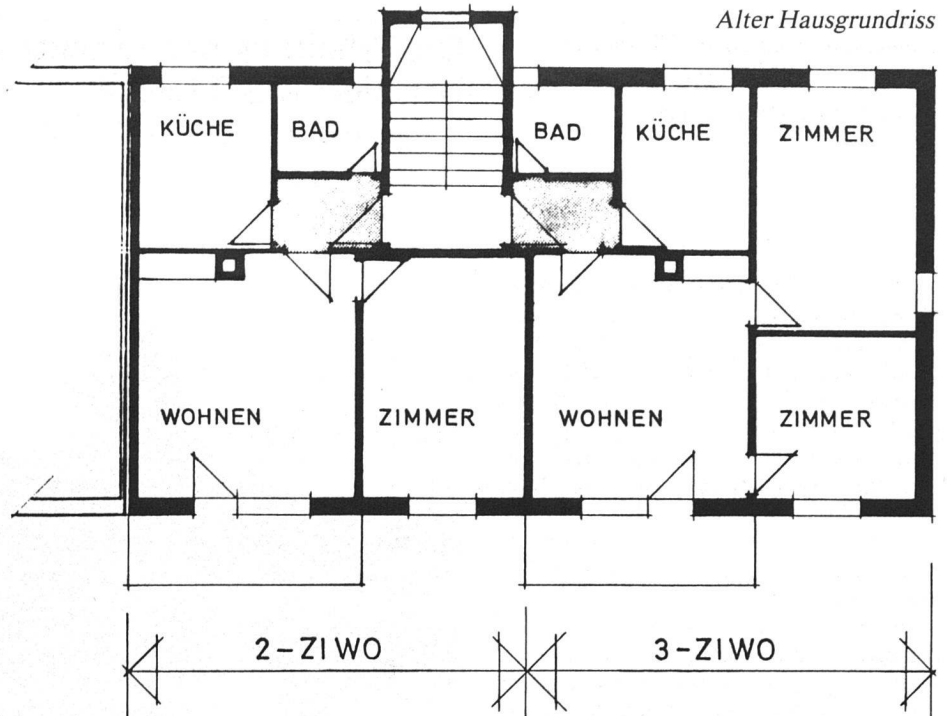 Alter Hausgrundriss
KÜCHE
BAD
BAD
KÜCHE
ZIMMER
WOHNEN
ZIMMER
WOHNEN
ZIMMER
2-ZIWO
3-ZIWO